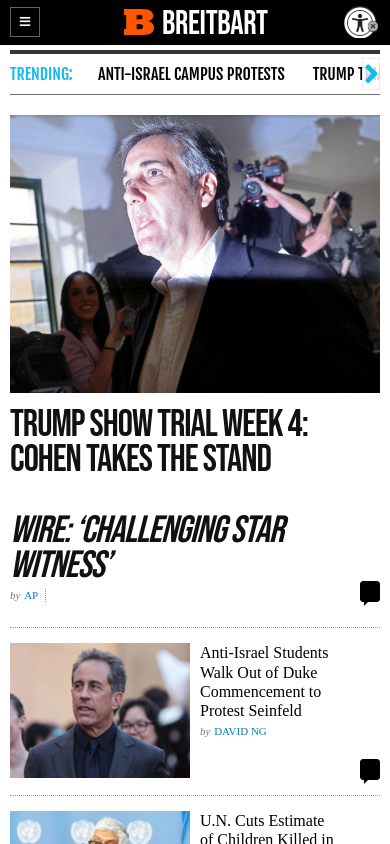 B BREITBART
TRENDING:
ANTI-ISRAEL CAMPUS PROTESTS
TRUMP
TRUMP SHOW TRIAL WEEK 4:
COHEN TAKES THE STAND
WIRE: ‘CHALLENGING STAR
WITNESS’
by AP
Anti-Israel Students
Walk Out of Duke
Commencement to
Protest Seinfeld
by DAVID NG
U.N. Cuts Estimate
of Children Killed in